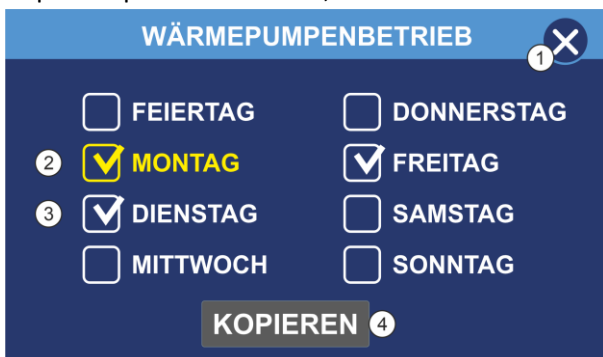 WÄRMEPUMPENBETRIEB
1
FEIERTAG DONNERSTAG
2 MONTAG FREITAG
3 DIENSTAG SAMSTAG
MITTWOCH SONNTAG
KOPIEREN 4